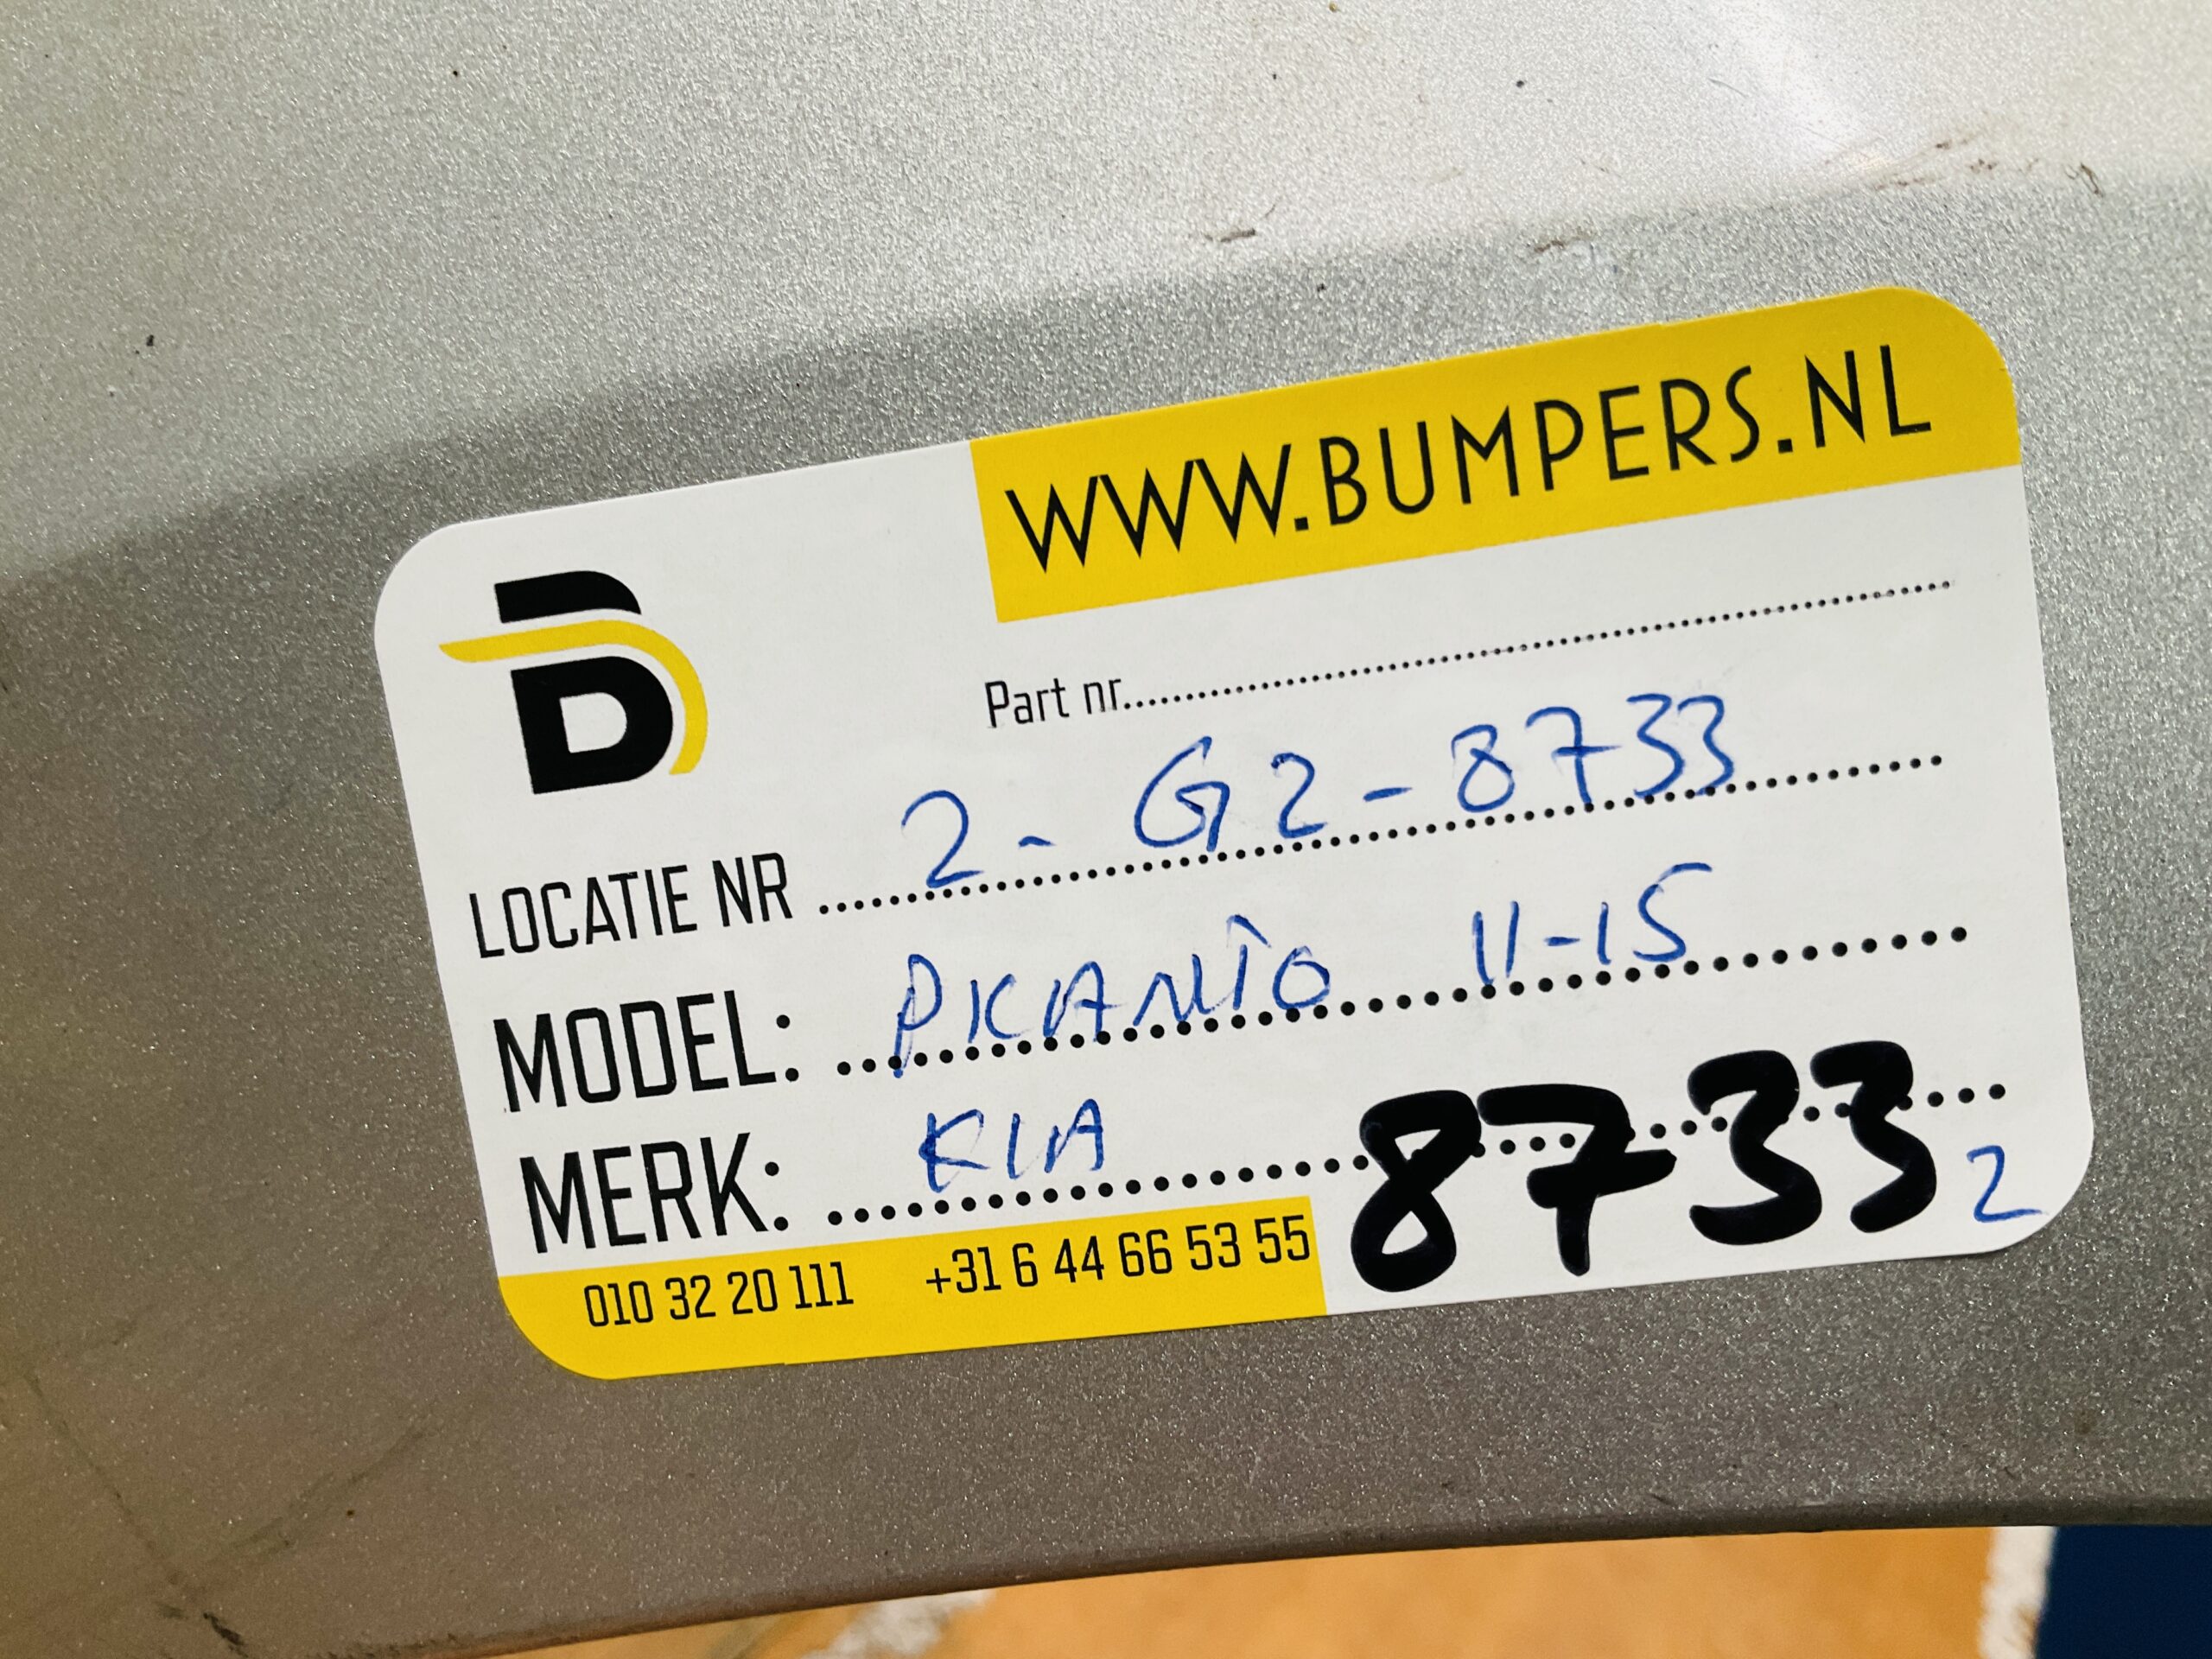 WWW.BUMPERS.NL
B
Part nr..........
LOCATIE NR 2-G2-8733
MODEL: PKANTO 11-15
MERK: KIA
8733 2
010 32 20 111 +31 6 44 66 53 55